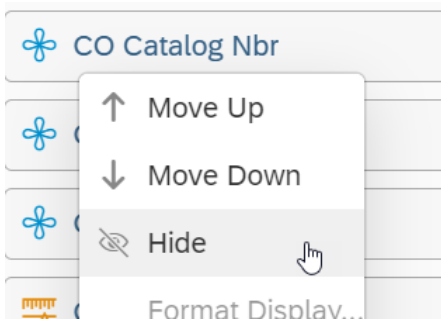 CO Catalog Nbr
Move Up
Move Down
Hide
Format Display...